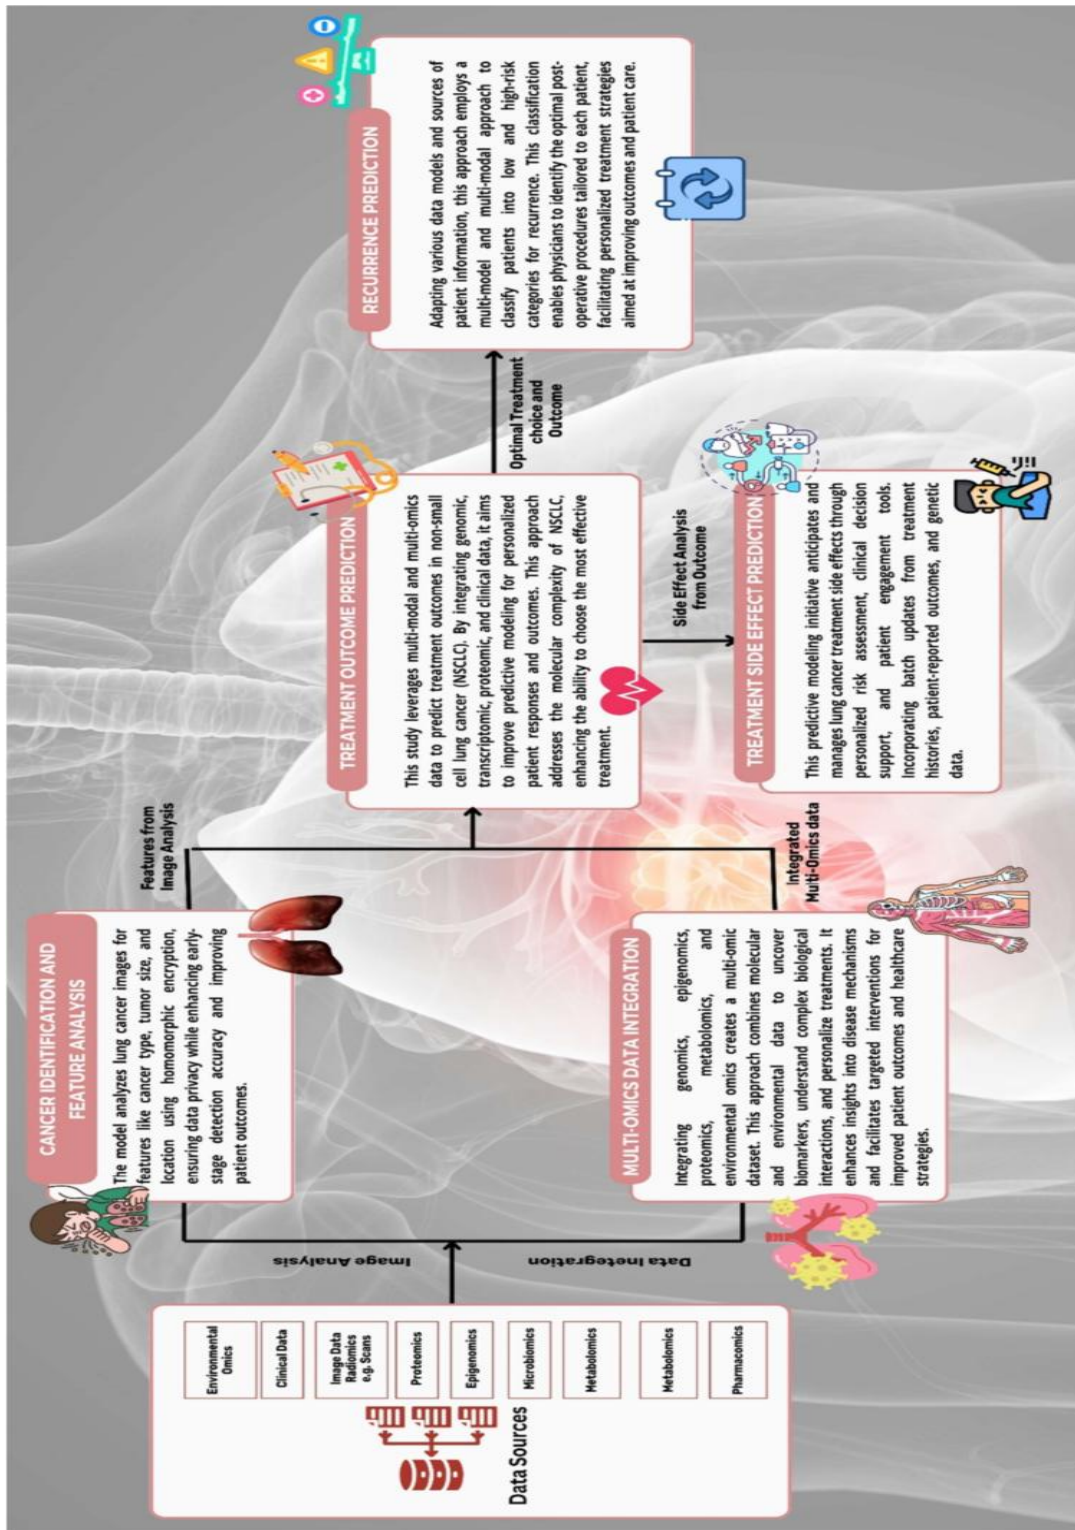 Data Sources
Environmental
Omics
Clinical Data
Image Data
Radiomics
e.g. Scans
Proteomics
Epigenomics
Microbiomics
Metabolomics
Metabolomics
Pharmacomics
Image Analysis
Data Inetegration
CANCER IDENTIFICATION AND
FEATURE ANALYSIS
The model analyzes lung cancer images for
features like cancer type, tumor size, and
location using homomorphic encryption,
ensuring data privacy while enhancing early-
stage detection accuracy and improving
patient outcomes.
MULTI-OMICS DATA INTEGRATION
Integrating genomics, epigenomics,
proteomics, metabolomics, and
environmental omics creates a multi-omic
dataset. This approach combines molecular
and environmental data to uncover
biomarkers, understand complex biological
interactions, and personalize treatments. It
enhances insights into disease mechanisms
and facilitates targeted interventions for
improved patient outcomes and healthcare
strategies.
Features from
Image Analysis
Integrated
Multi-Omics data
TREATMENT OUTCOME PREDICTION
This study leverages multi-modal and multi-omics
data to predict treatment outcomes in non-small
cell lung cancer (NSCLC). By integrating genomic,
transcriptomic, proteomic, and clinical data, it aims
to improve predictive modeling for personalized
patient responses and outcomes. This approach
addresses the molecular complexity of NSCLC,
enhancing the ability to choose the most effective
treatment.
Side Effect Analysis
from Outcome
TREATMENT SIDE EFFECT PREDICTION
This predictive modeling initiative anticipates and
manages lung cancer treatment side effects through
personalized risk assessment, clinical decision
support, and patient engagement tools.
Incorporating batch updates from treatment
histories, patient-reported outcomes, and genetic
data.
Optimal Treatment
choice and
Outcome
RECURRENCE PREDICTION
Adapting various data models and sources of
patient information, this approach employs a
multi-model and multi-modal approach to
classify patients into low and high-risk
categories for recurrence. This classification
enables physicians to identify the optimal post-
operative procedures tailored to each patient,
facilitating personalized treatment strategies
aimed at improving outcomes and patient care.